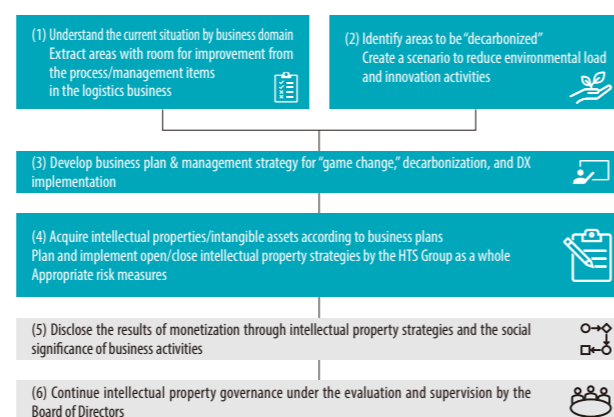 (1) Understand the current situation by business domain
Extract areas with room for improvement from
the process/management items
in the logistics business
(2) Identify areas to be “decarbonized”
Create a scenario to reduce environmental load
and innovation activities
(3) Develop business plan & management strategy for “game change,” decarbonization, and DX
implementation
(4) Acquire intellectual properties/intangible assets according to business plans
Plan and implement open/close intellectual property strategies by the HTS Group as a whole
Appropriate risk measures
(5) Disclose the results of monetization through intellectual property strategies and the social
significance of business activities
(6) Continue intellectual property governance under the evaluation and supervision by the
Board of Directors